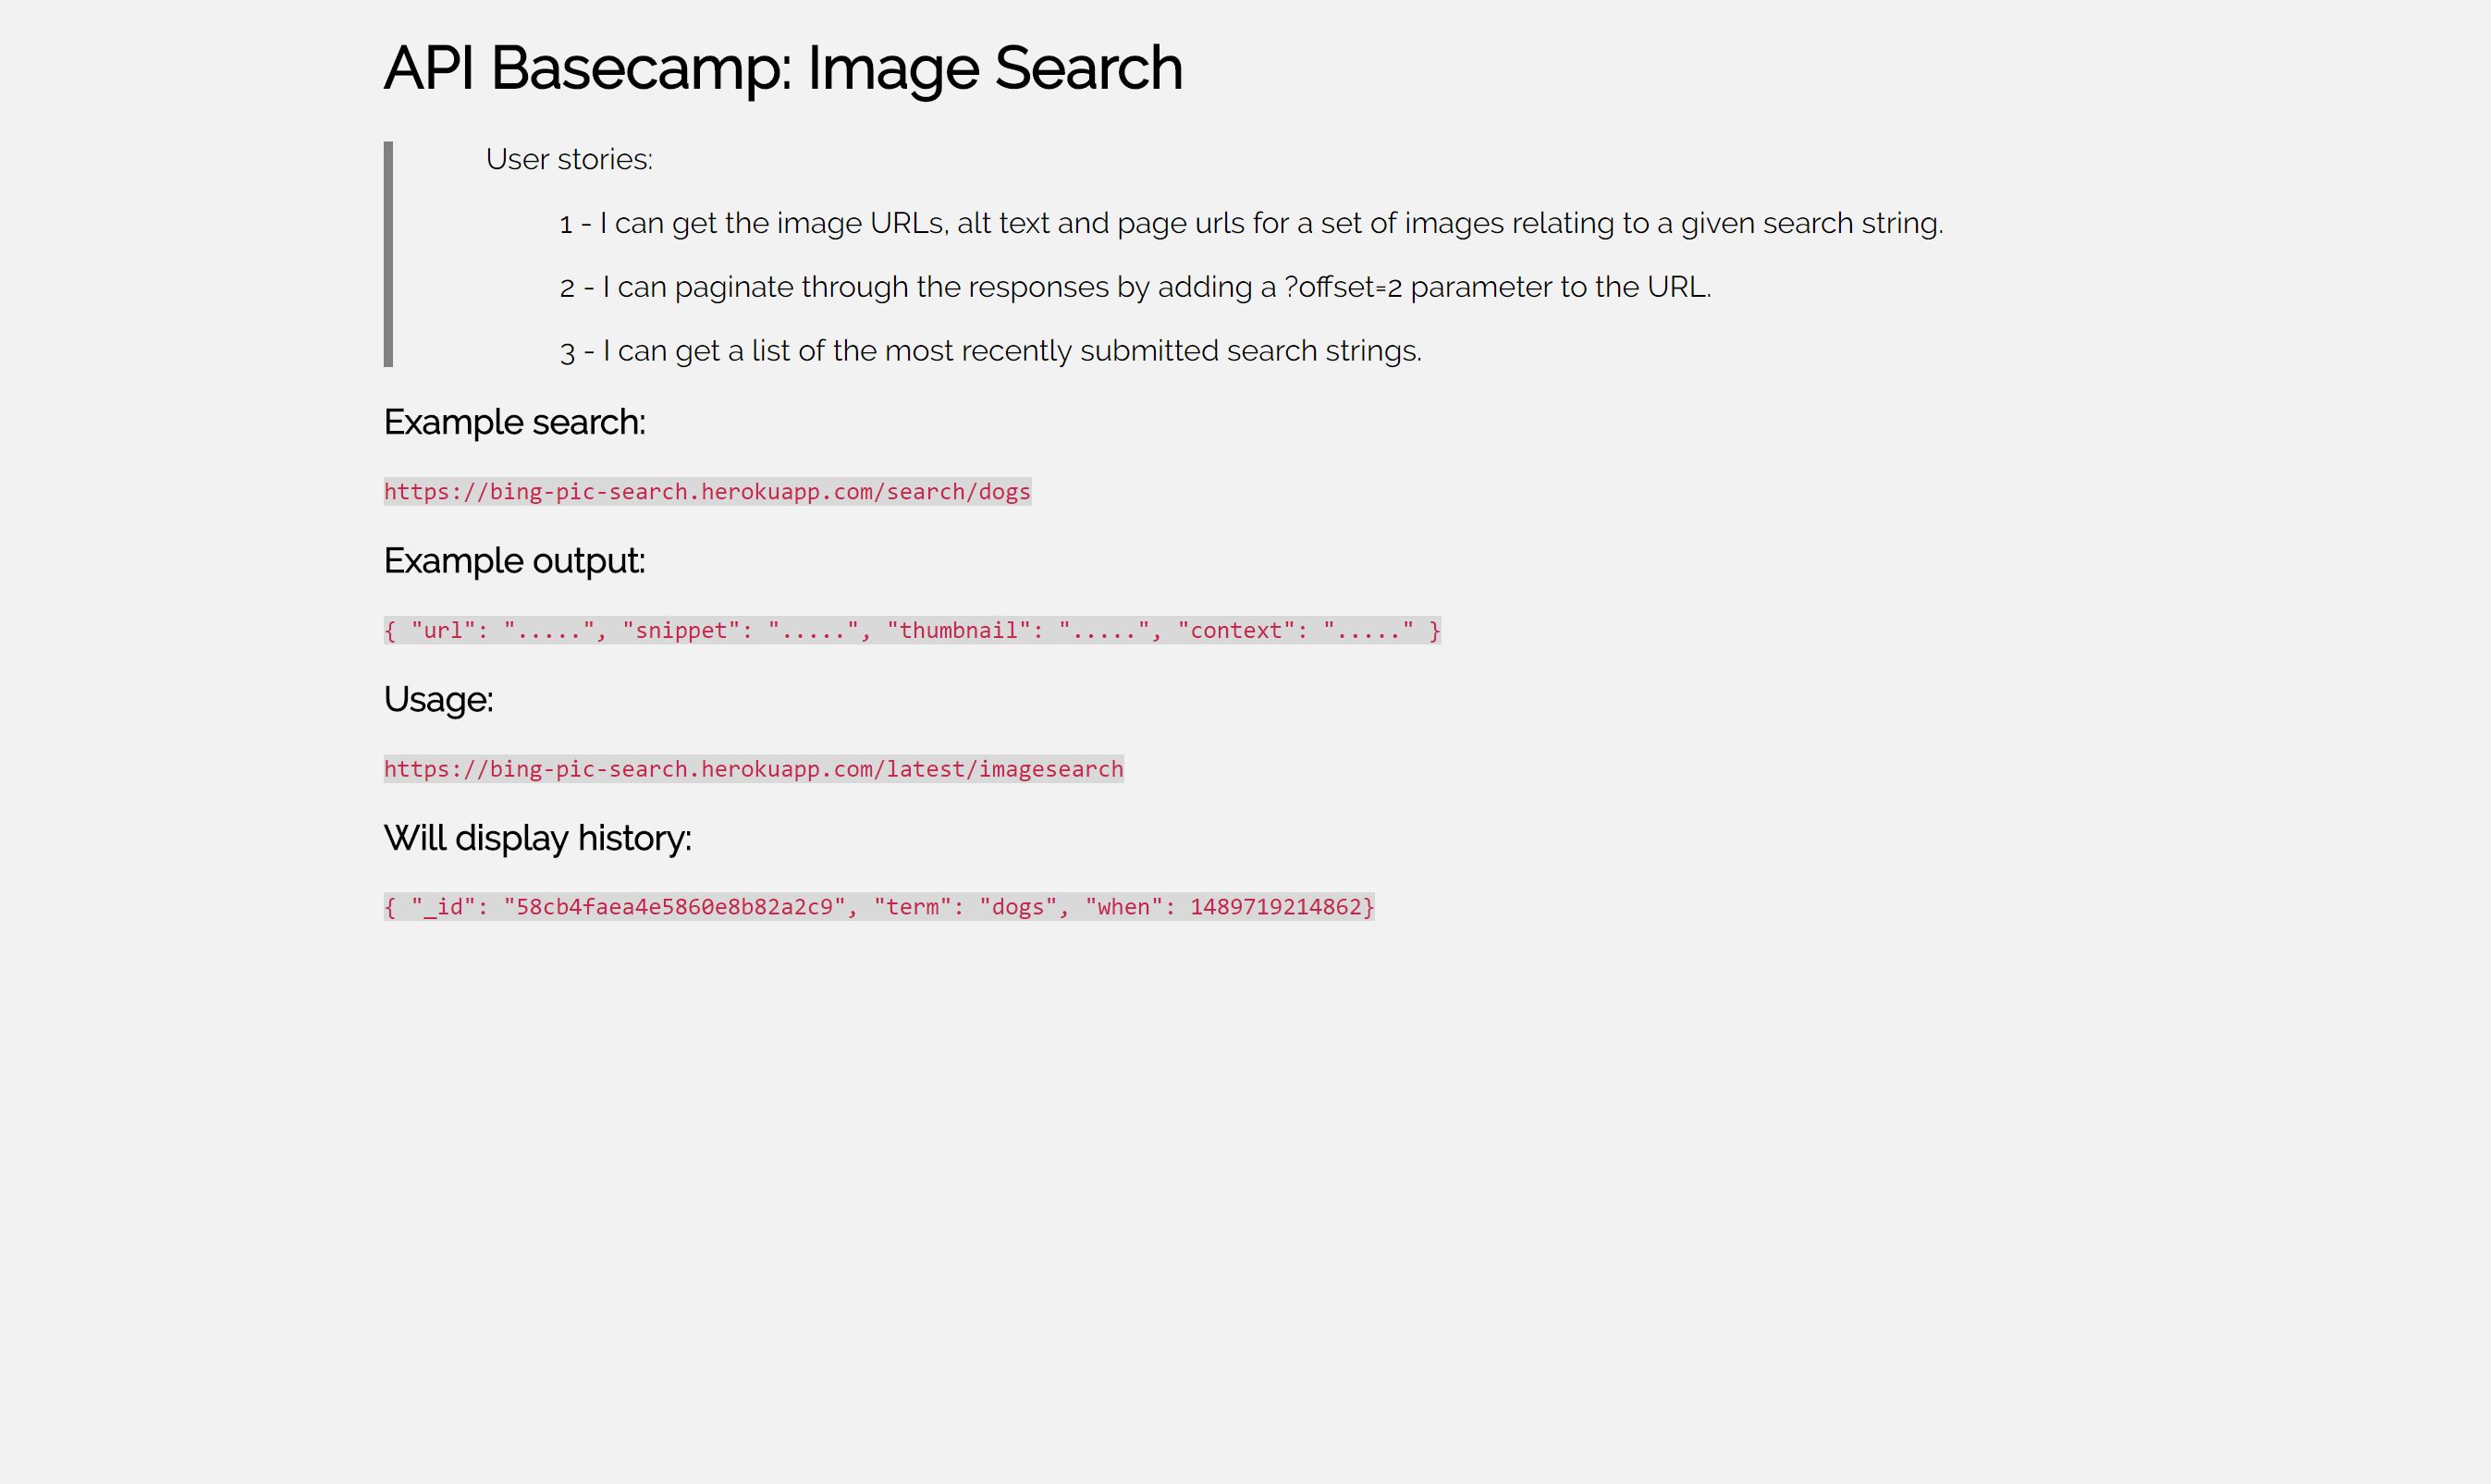 API Basecamp: Image Search
User stories:
1 - I can get the image URLs, alt text and page urls for a set of images relating to a given search string.
2 - I can paginate through the responses by adding a ?offset=2 parameter to the URL.
3 - I can get a list of the most recently submitted search strings.
Example search:
https://bing-pic-search.herokuapp.com/search/dogs
Example output:
{ "url": ".....", "snippet": ".....", "thumbnail": ".....", "context": "....." }
Usage:
https://bing-pic-search.herokuapp.com/latest/imagesearch
Will display history:
{ "_id": "58cb4faea4e5860e8b82a2c9", "term": "dogs", "when": 1489719214862}